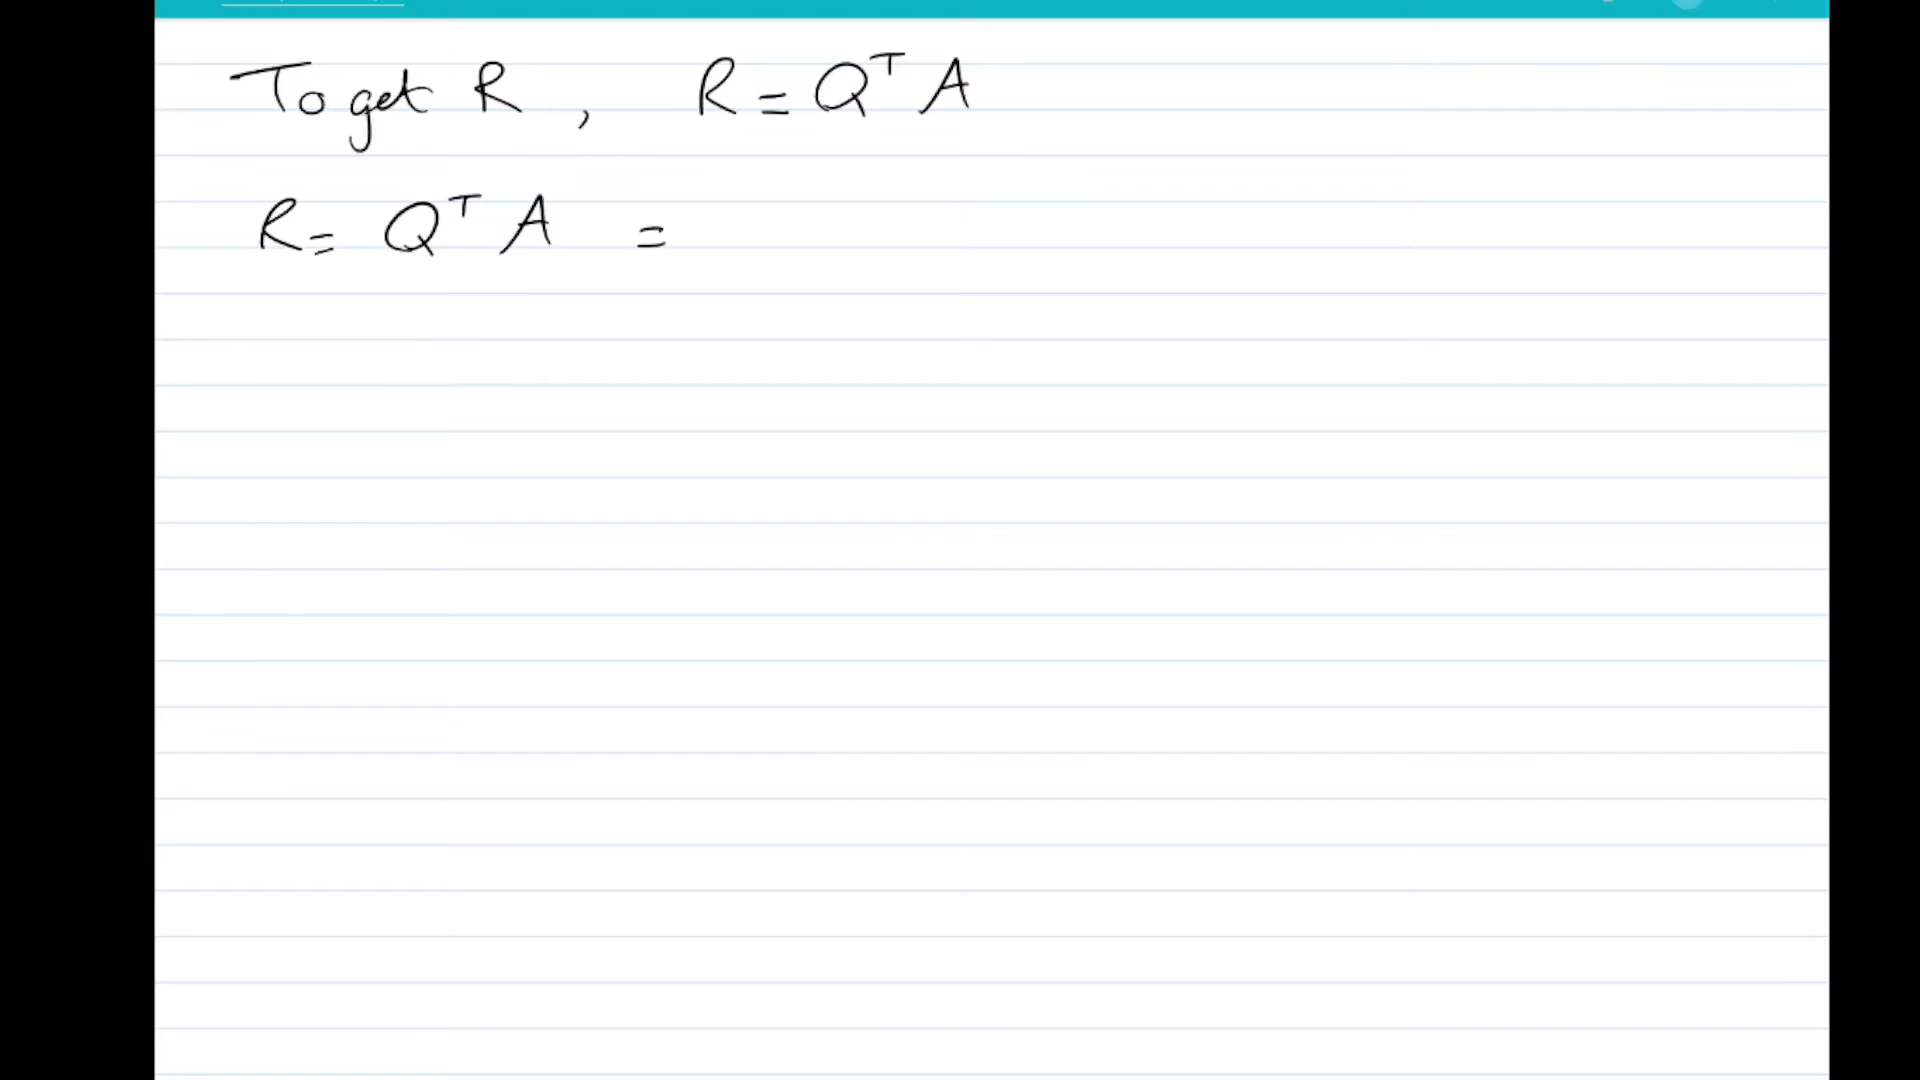 To get R , R = Qᵀ A
R = Qᵀ A =